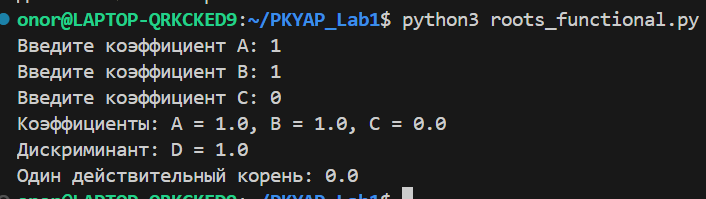 onor@LAPTOP-QRKCKED9:~/PKYAP_Lab1$ python3 roots_functional.py
Введите коэффициент A: 1
Введите коэффициент B: 1
Введите коэффициент C: 0
Коэффициенты: A = 1.0, B = 1.0, C = 0.0
Дискриминант: D = 1.0
Один действительный корень: 0.0
onor@LAPTOP-QRKCKED9:~/PKYAP_Lab1$